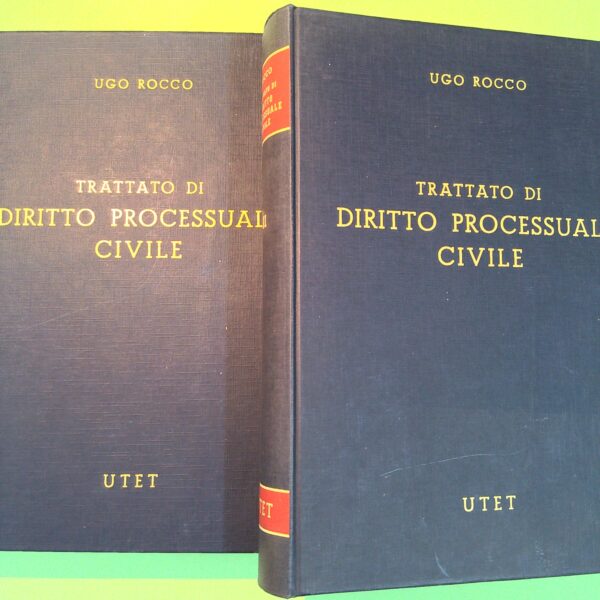 UGO ROCCO
TRATTATO DI
DIRITTO PROCESSUAL
CIVILE
UTET
UGO ROCCO
TRATTATO DI
DIRITTO PROCESSUAL
CIVILE
UTET